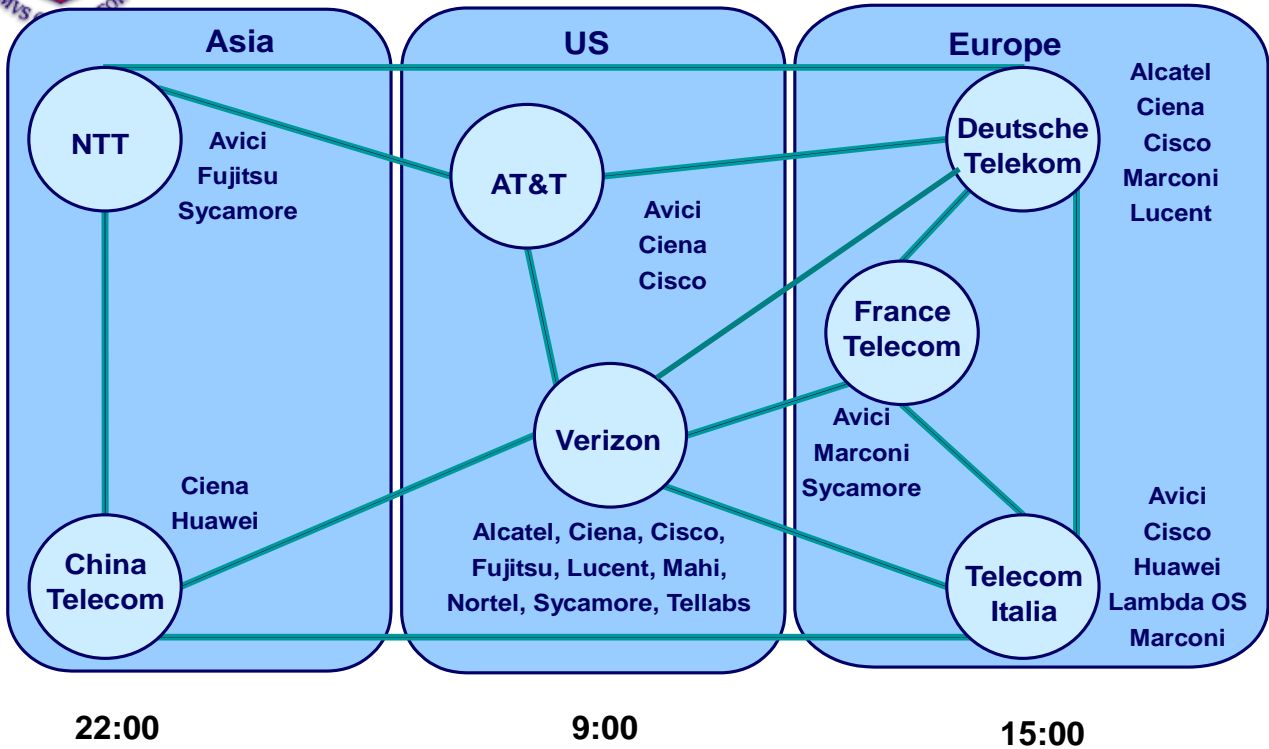 Asia
NTT
Avici
Fujitsu
Sycamore
Ciena
Huawei
China
Telecom
US
AT&T
Avici
Ciena
Cisco
Verizon
Alcatel, Ciena, Cisco,
Fujitsu, Lucent, Mahi,
Nortel, Sycamore, Tellabs
Europe
Deutsche
Telekom
Alcatel
Ciena
Cisco
Marconi
Lucent
France
Telecom
Avici
Marconi
Sycamore
Telecom
Italia
Avici
Cisco
Huawei
Lambda OS
Marconi
22:00
9:00
15:00